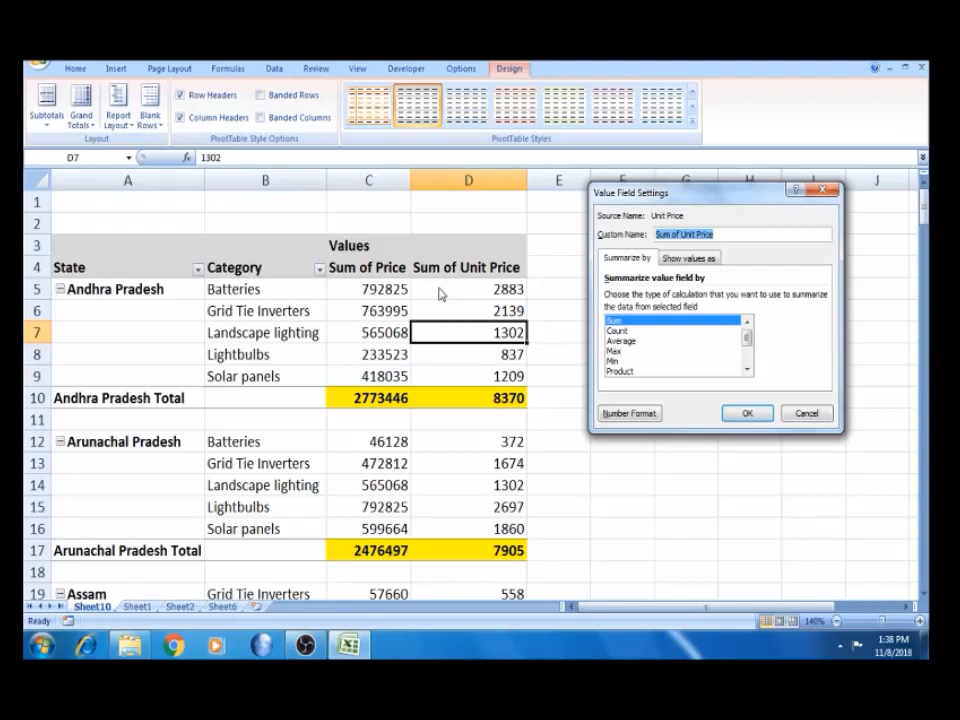 Home Insert Page Layout Formulas Data Review View Developer Options Design
Row Headers Banded Rows
Column Headers Banded Columns
Subtotals Grand Totals Report Layout Blank Rows
Layout PivotTable Style Options PivotTable Styles
D7 fx 1302
A B C D E F G H I J
1
2
3 Values
4 State Category Sum of Price Sum of Unit Price
5 Andhra Pradesh Batteries 792825 2883
6 Grid Tie Inverters 763995 2139
7 Landscape lighting 565068 1302
8 Lightbulbs 233523 837
9 Solar panels 418035 1209
10 Andhra Pradesh Total 2773446 8370
11
12 Arunachal Pradesh Batteries 46128 372
13 Grid Tie Inverters 472812 1674
14 Landscape lighting 565068 1302
15 Lightbulbs 792825 2697
16 Solar panels 599664 1860
17 Arunachal Pradesh Total 2476497 7905
18
19 Assam Grid Tie Inverters 57660 558
Value Field Settings
Source Name: Unit Price
Custom Name: Sum of Unit Price
Summarize by Show values as
Summarize value field by
Choose the type of calculation that you want to use to summarize
the data from selected field
Sum
Count
Average
Max
Min
Product
Number Format OK Cancel
Sheet10 Sheet1 Sheet2 Sheet6
Ready 140%
1:38 PM
11/8/2018